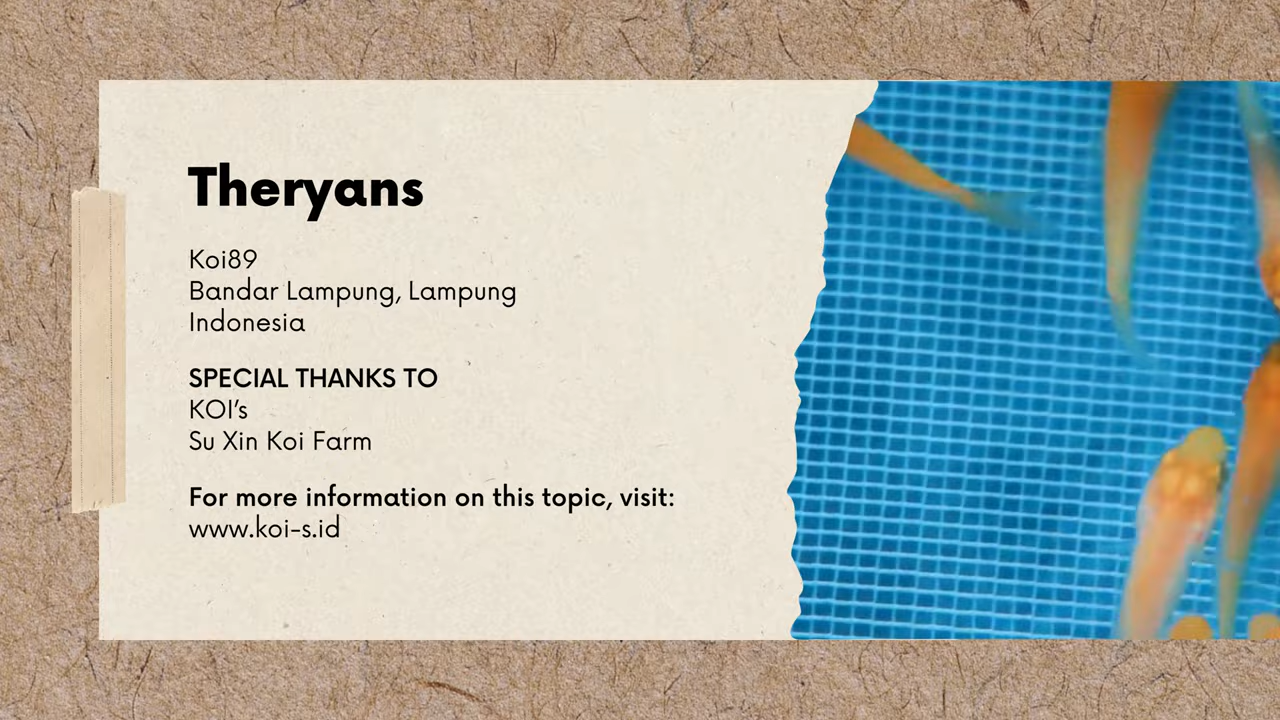 Theryans
Koi89
Bandar Lampung, Lampung
Indonesia
SPECIAL THANKS TO
KOI’s
Su Xin Koi Farm
For more information on this topic, visit:
www.koi-s.id